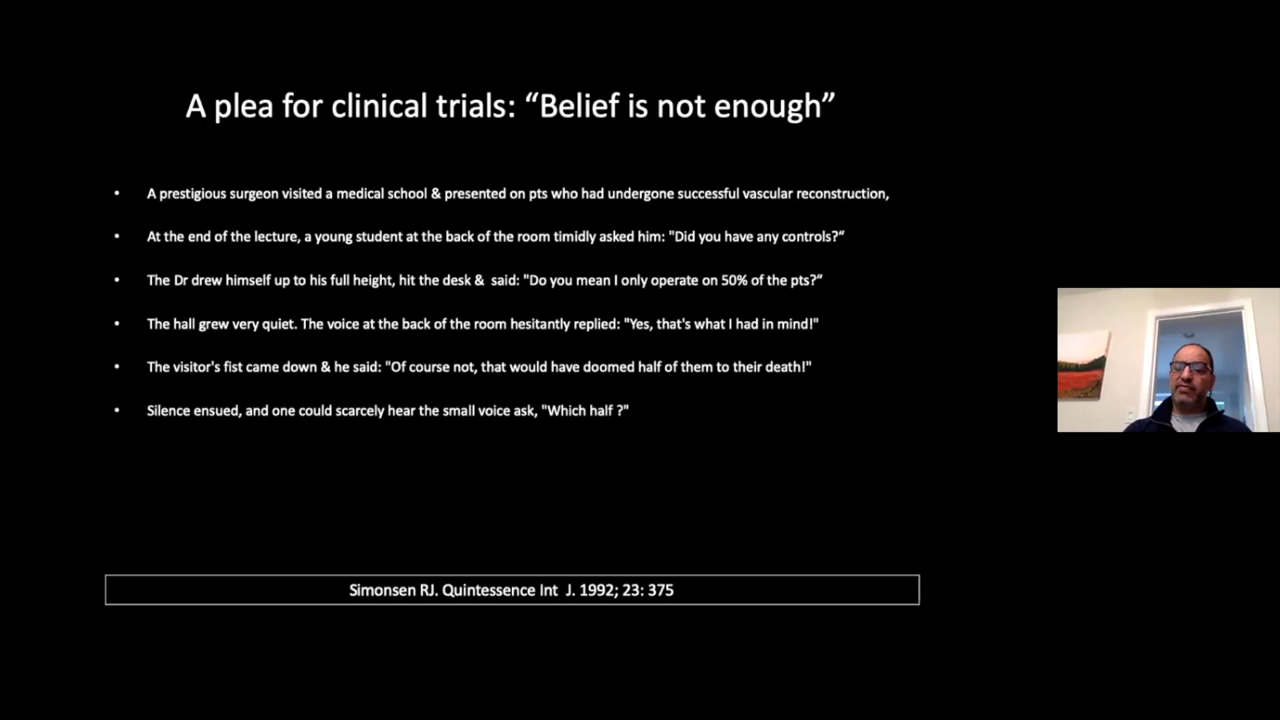 A plea for clinical trials: “Belief is not enough”
• A prestigious surgeon visited a medical school & presented on pts who had undergone successful vascular reconstruction,
• At the end of the lecture, a young student at the back of the room timidly asked him: "Did you have any controls?“
• The Dr drew himself up to his full height, hit the desk &  said: "Do you mean I only operate on 50% of the pts?”
• The hall grew very quiet. The voice at the back of the room hesitantly replied: "Yes, that's what I had in mind!"
• The visitor's fist came down & he said: "Of course not, that would have doomed half of them to their death!"
• Silence ensued, and one could scarcely hear the small voice ask, "Which half ?"
Simonsen RJ. Quintessence Int  J. 1992; 23: 375